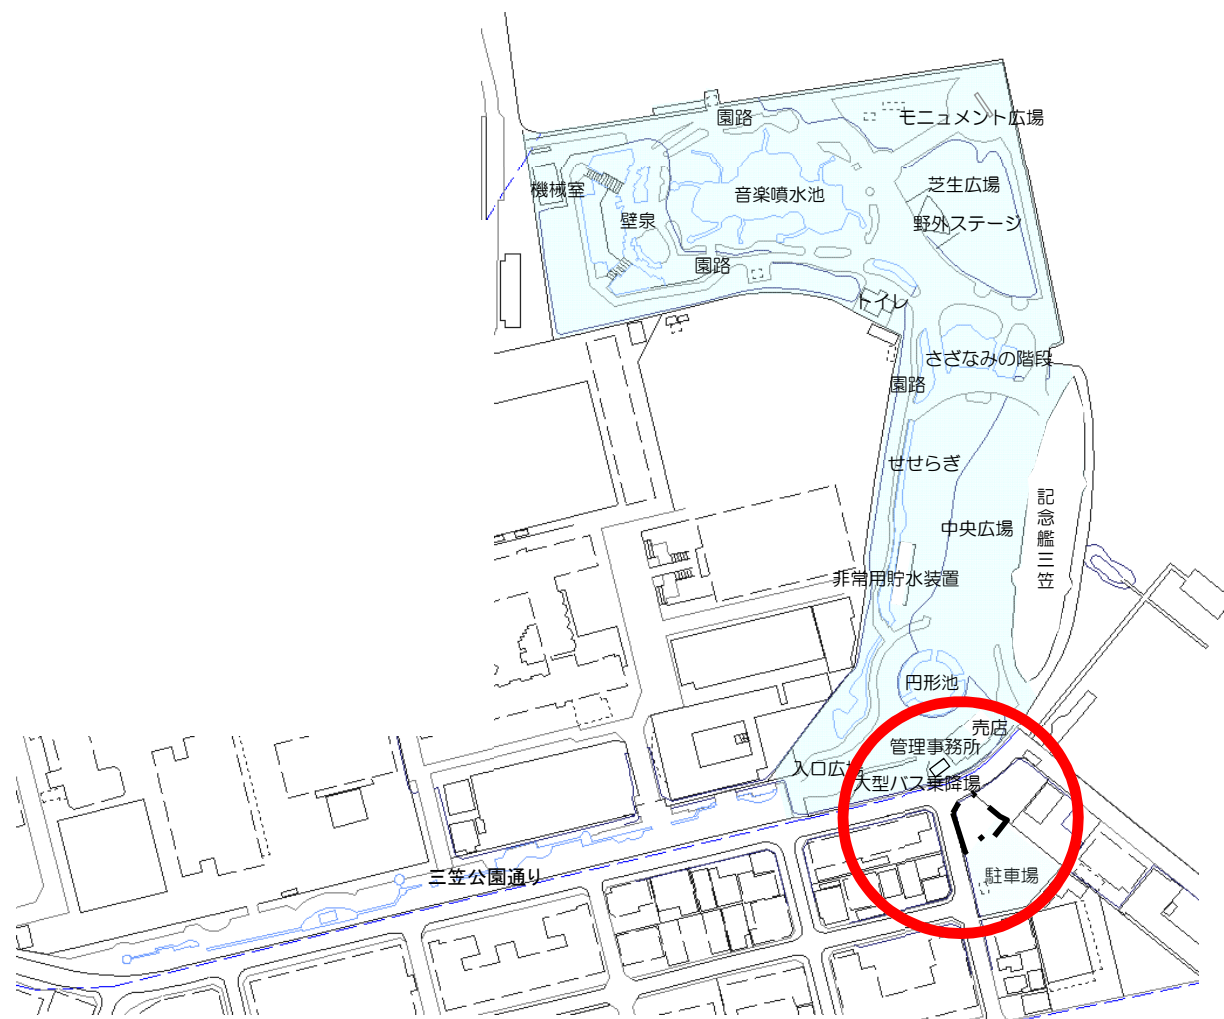 園路
モニュメント広場
機械室
音楽噴水池
芝生広場
壁泉
野外ステージ
園路
トイレ
さざなみの階段
園路
せせらぎ
記念艦三笠
中央広場
非常用貯水装置
円形池
売店
管理事務所
入口広場
大型バス乗降場
三笠公園通り
駐車場